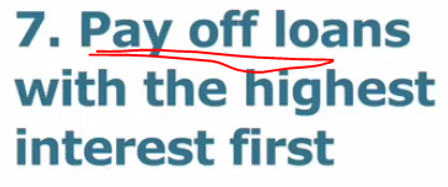 7. Pay off loans
with the highest
interest first